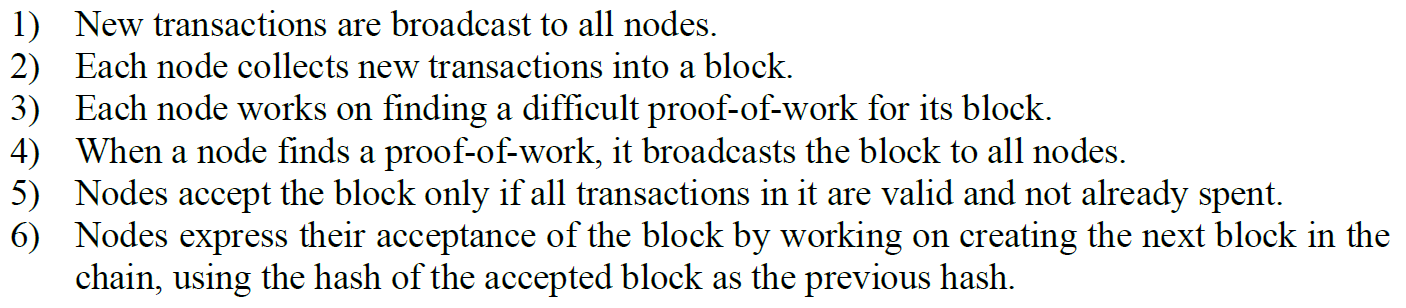 1) New transactions are broadcast to all nodes.
2) Each node collects new transactions into a block.
3) Each node works on finding a difficult proof-of-work for its block.
4) When a node finds a proof-of-work, it broadcasts the block to all nodes.
5) Nodes accept the block only if all transactions in it are valid and not already spent.
6) Nodes express their acceptance of the block by working on creating the next block in the
chain, using the hash of the accepted block as the previous hash.